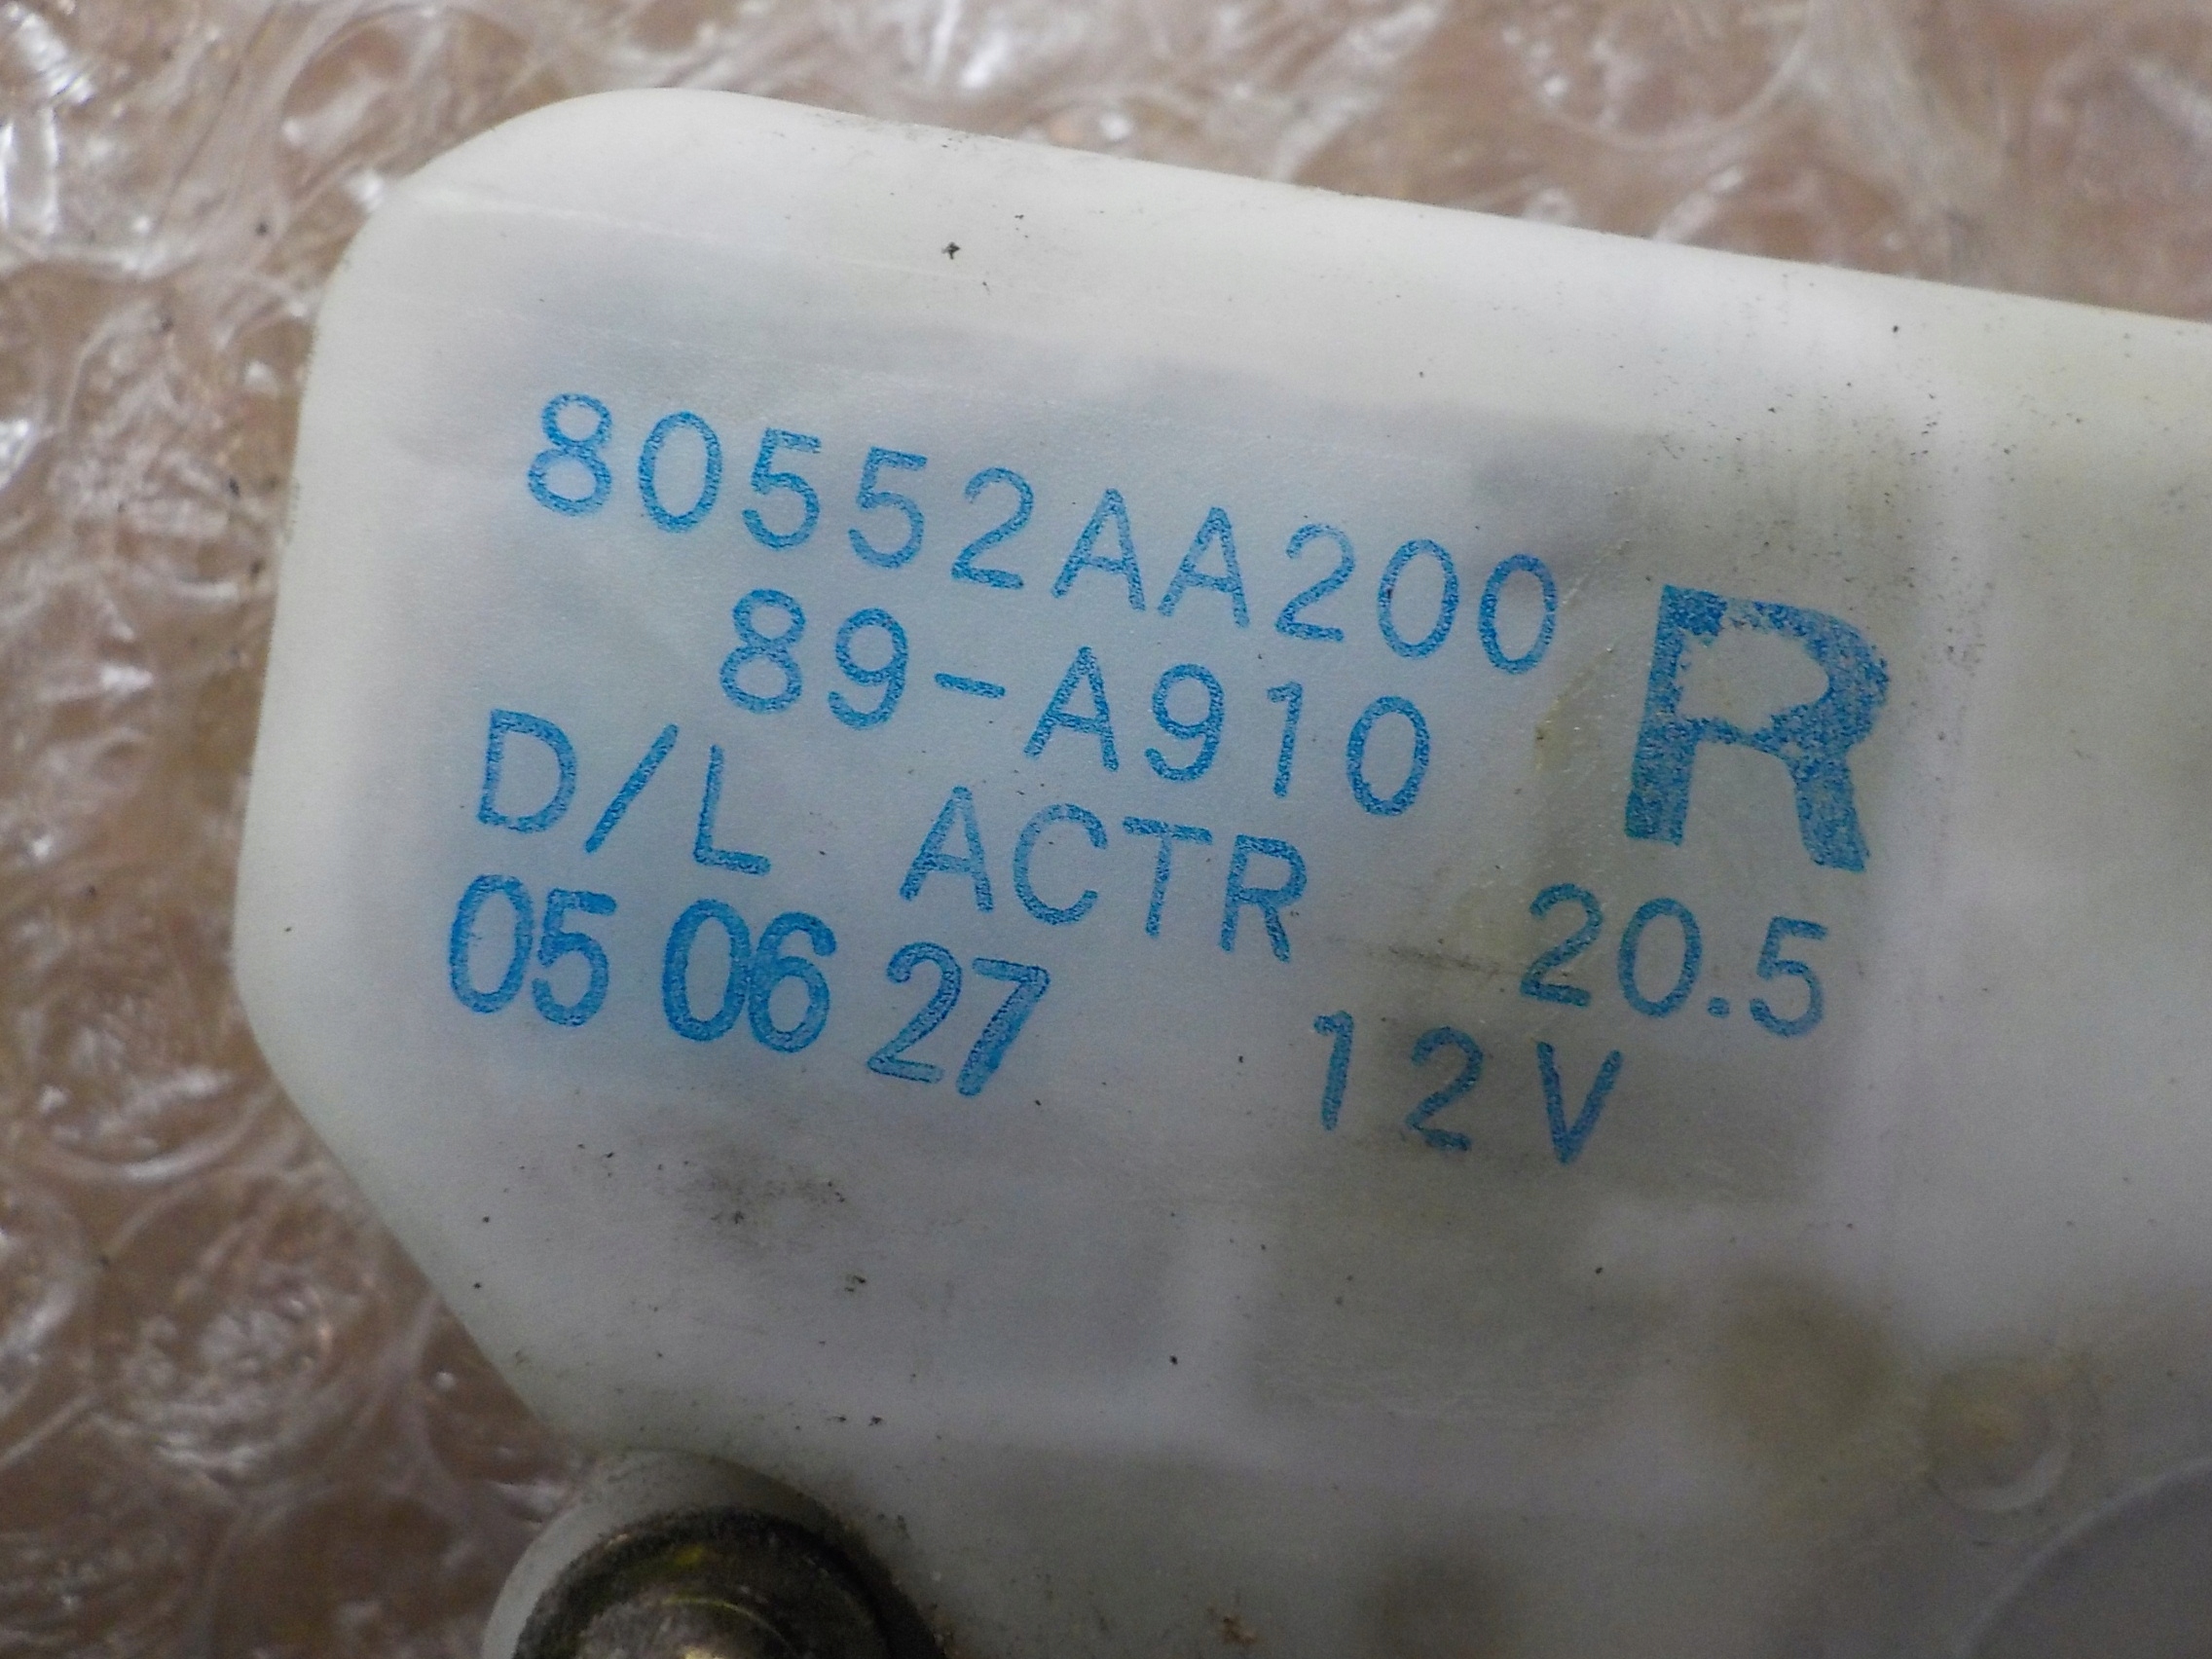 80552AA200
89-A910 R
D/L ACTR 20.5
05 06 27 12V